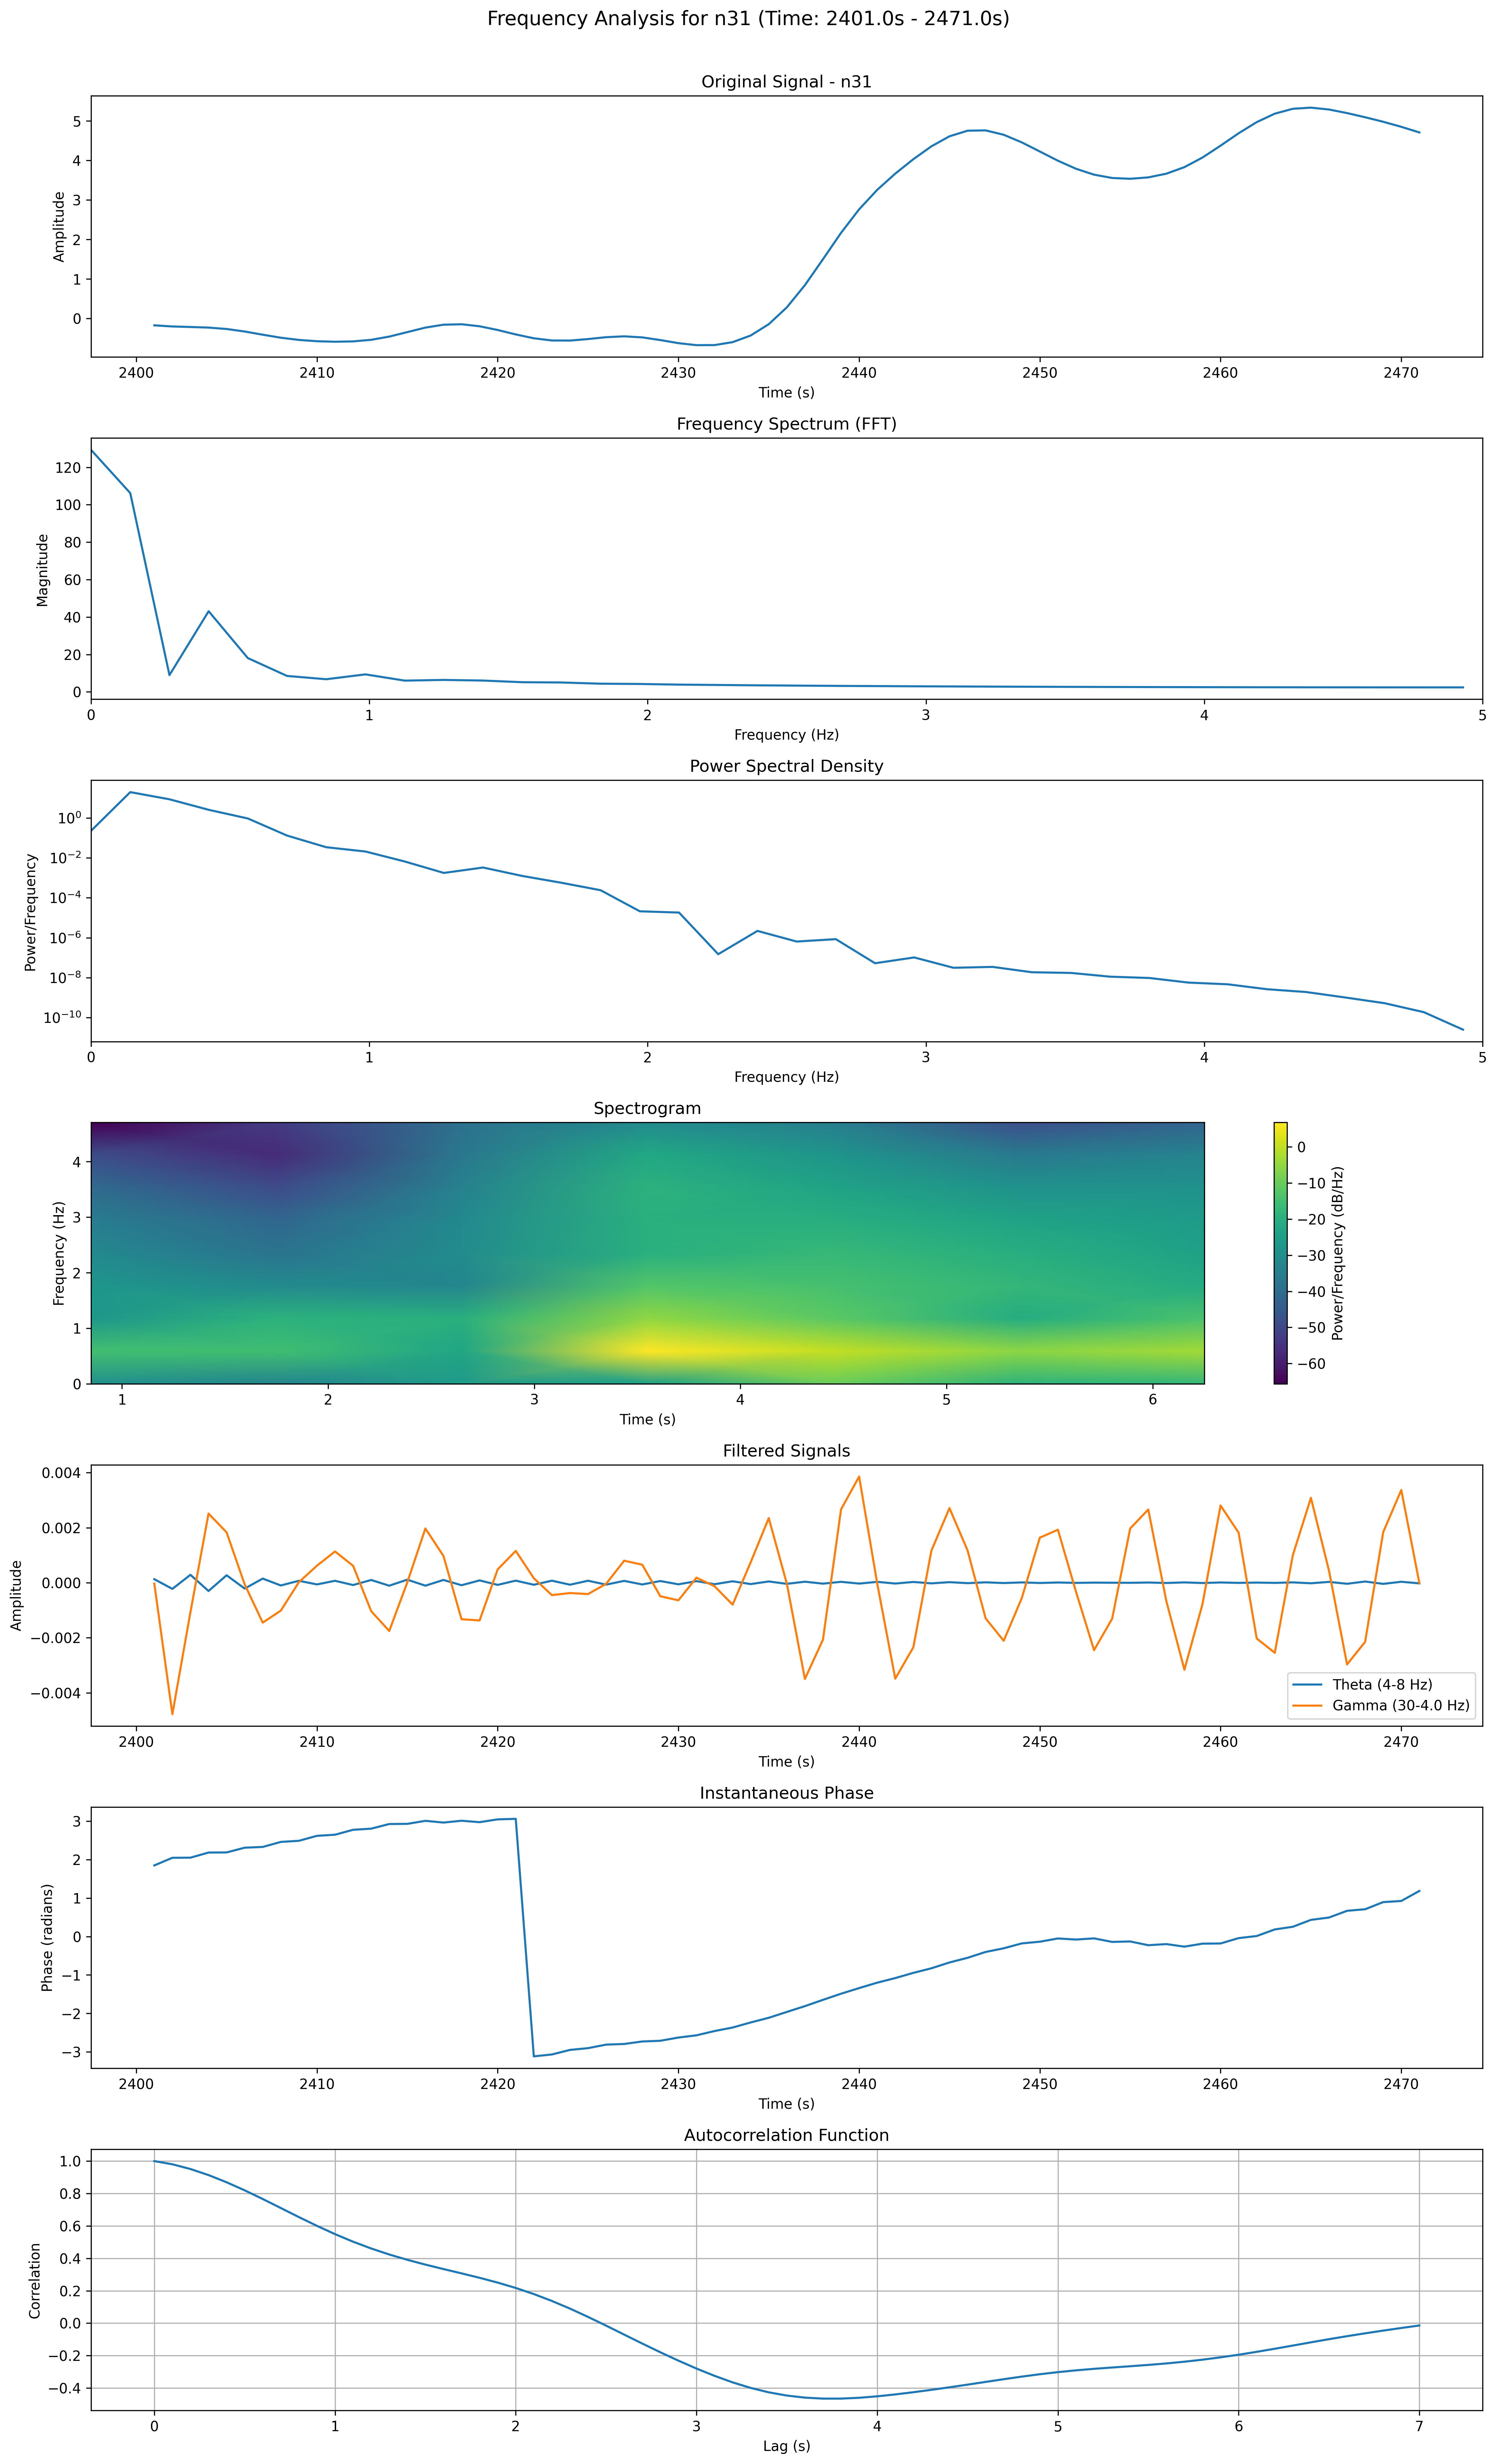 Frequency Analysis for n31 (Time: 2401.0s - 2471.0s)
Original Signal - n31
Amplitude
5
4
3
2
1
0
2400 2410 2420 2430 2440 2450 2460 2470
Time (s)
Frequency Spectrum (FFT)
Magnitude
120
100
80
60
40
20
0
0 1 2 3 4 5
Frequency (Hz)
Power Spectral Density
Power/Frequency
10⁰
10⁻²
10⁻⁴
10⁻⁶
10⁻⁸
10⁻¹⁰
0 1 2 3 4 5
Frequency (Hz)
Spectrogram
Frequency (Hz)
4
3
2
1
0
1 2 3 4 5 6
Time (s)
0
−10
−20
−30
−40
−50
−60
Power/Frequency (dB/Hz)
Filtered Signals
Amplitude
0.004
0.002
0.000
−0.002
−0.004
Theta (4-8 Hz)
Gamma (30-4.0 Hz)
2400 2410 2420 2430 2440 2450 2460 2470
Time (s)
Instantaneous Phase
Phase (radians)
3
2
1
0
−1
−2
−3
2400 2410 2420 2430 2440 2450 2460 2470
Time (s)
Autocorrelation Function
Correlation
1.0
0.8
0.6
0.4
0.2
0.0
−0.2
−0.4
0 1 2 3 4 5 6 7
Lag (s)